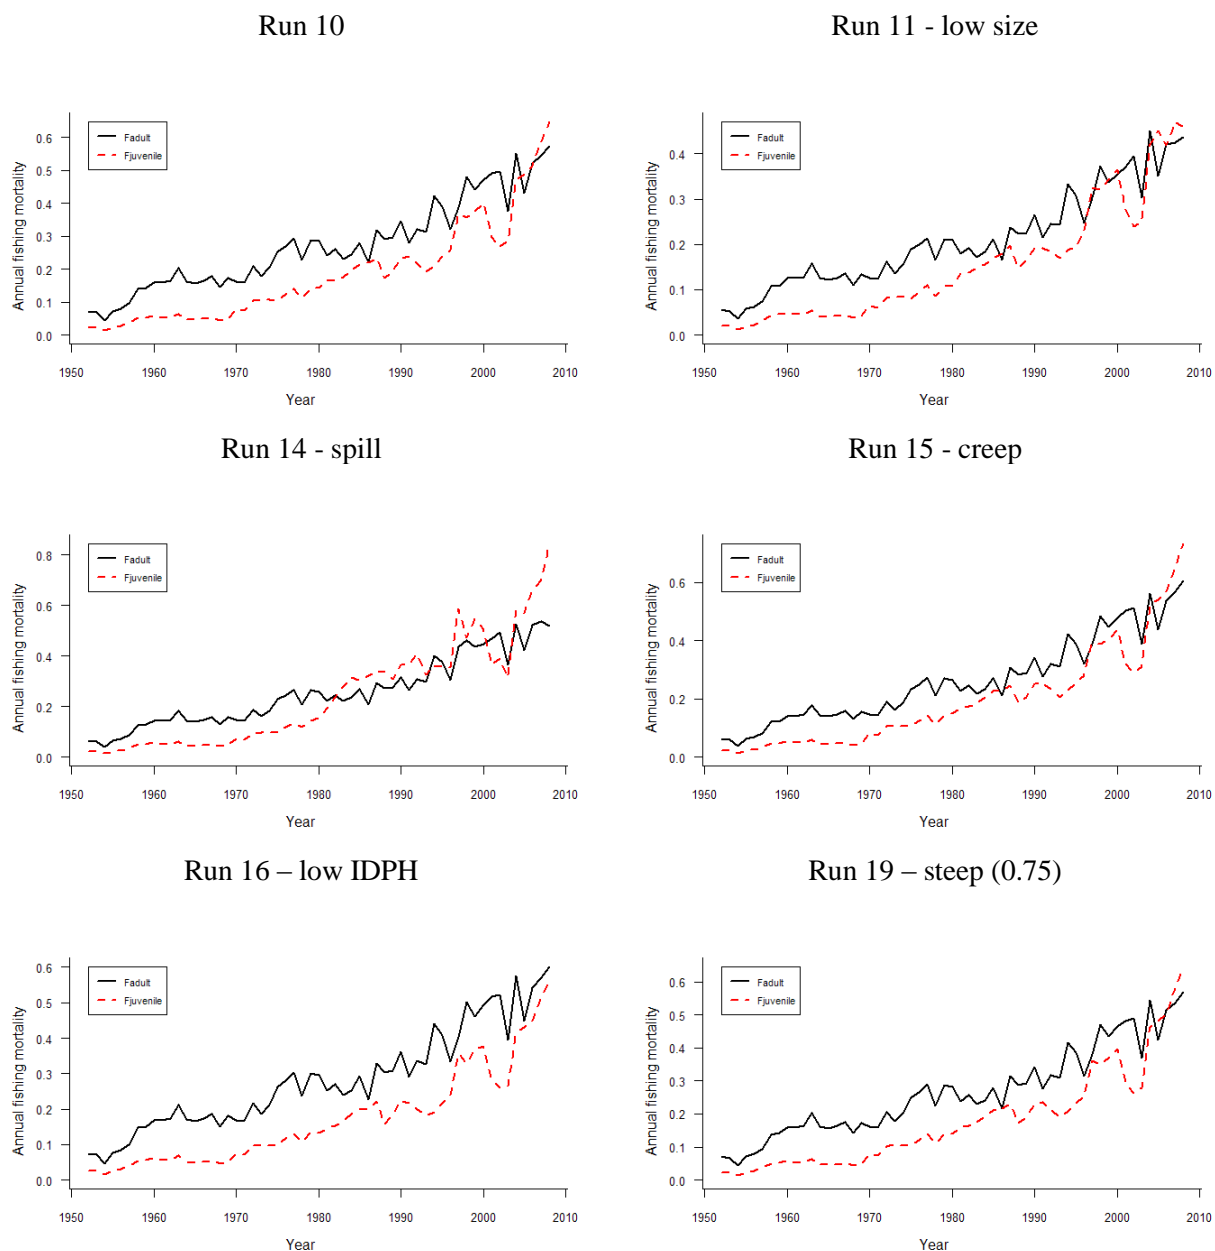 Run 10
Run 11 - low size
Fadult
Fjuvenile
Annual fishing mortality
0.6
0.5
0.4
0.3
0.2
0.1
0.0
1950 1960 1970 1980 1990 2000 2010
Year
Fadult
Fjuvenile
Annual fishing mortality
0.4
0.3
0.2
0.1
0.0
1950 1960 1970 1980 1990 2000 2010
Year
Run 14 - spill
Run 15 - creep
Fadult
Fjuvenile
Annual fishing mortality
0.8
0.6
0.4
0.2
0.0
1950 1960 1970 1980 1990 2000 2010
Year
Fadult
Fjuvenile
Annual fishing mortality
0.6
0.4
0.2
0.0
1950 1960 1970 1980 1990 2000 2010
Year
Run 16 – low IDPH
Run 19 – steep (0.75)
Fadult
Fjuvenile
Annual fishing mortality
0.6
0.5
0.4
0.3
0.2
0.1
0.0
1950 1960 1970 1980 1990 2000 2010
Year
Fadult
Fjuvenile
Annual fishing mortality
0.6
0.5
0.4
0.3
0.2
0.1
0.0
1950 1960 1970 1980 1990 2000 2010
Year